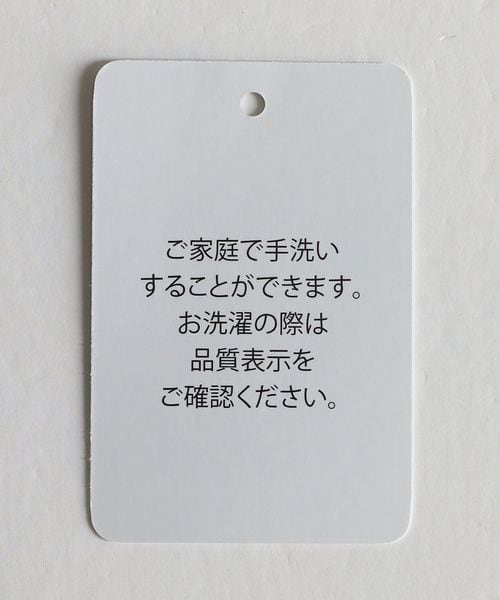 ご家庭で手洗い
することができます。
お洗濯の際は
品質表示を
ご確認ください。